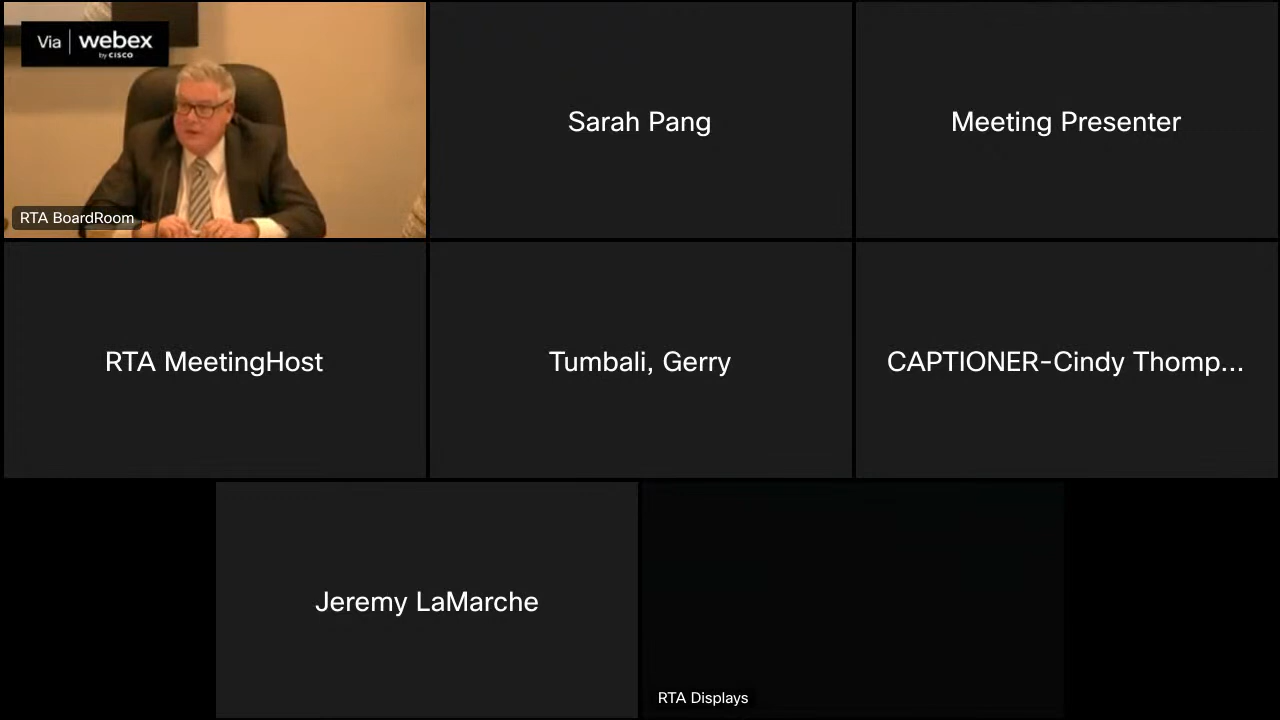 Via | webex
by CISCO
RTA BoardRoom
Sarah Pang
Meeting Presenter
RTA MeetingHost
Tumbali, Gerry
CAPTIONER-Cindy Thomp...
Jeremy LaMarche
RTA Displays